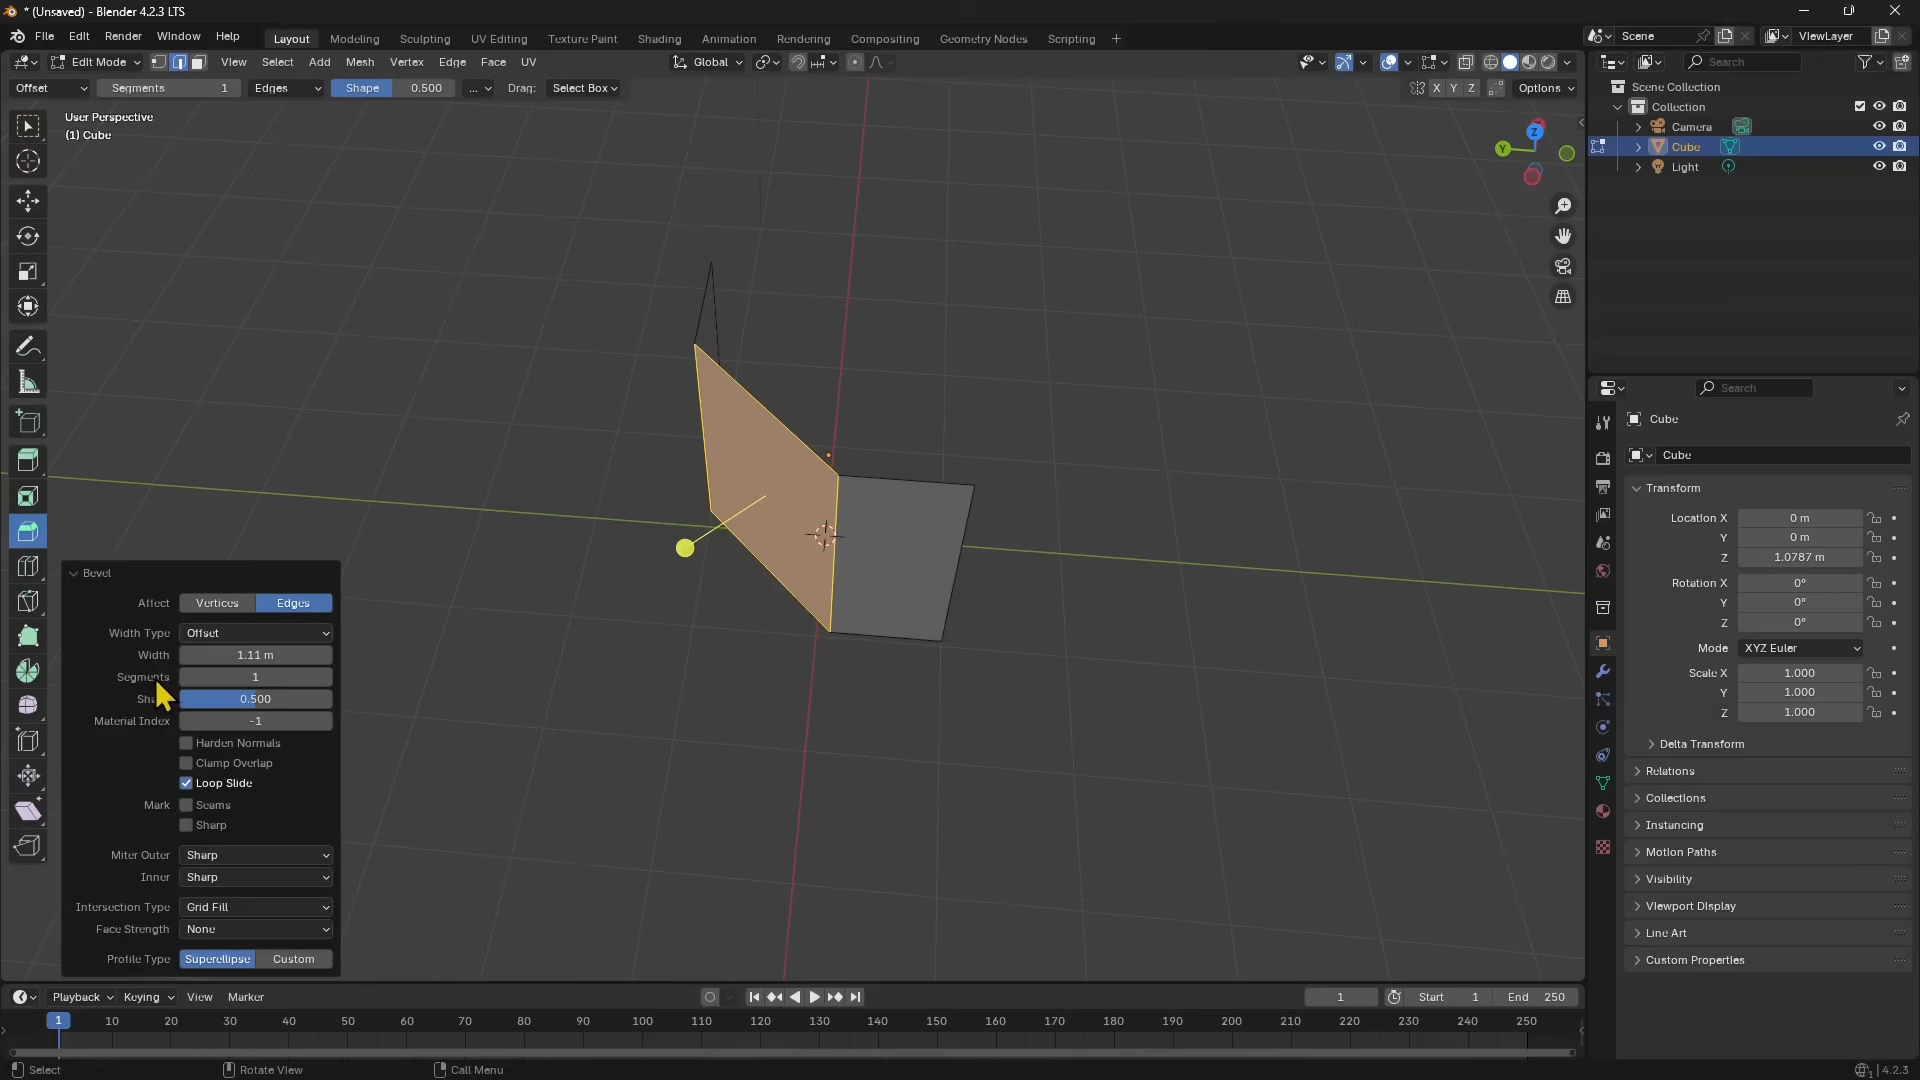 * (Unsaved) - Blender 4.2.3 LTS
File Edit Render Window Help Layout Modeling Sculpting UV Editing Texture Paint Shading Animation Rendering Compositing Geometry Nodes Scripting + Scene ViewLayer
Edit Mode View Select Add Mesh Vertex Edge Face UV Global Search
Offset Segments 1 Edges Shape 0.500 ... Drag: Select Box X Y Z Options
Scene Collection
Collection
Camera
Cube
Light
User Perspective
(1) Cube
Z
Y
Search
Cube
Cube
Transform
Location X 0 m
Y 0 m
Z 1.0787 m
Rotation X 0°
Y 0°
Z 0°
Mode XYZ Euler
Scale X 1.000
Y 1.000
Z 1.000
Delta Transform
Relations
Collections
Instancing
Motion Paths
Visibility
Viewport Display
Line Art
Custom Properties
Bevel
Affect Vertices Edges
Width Type Offset
Width 1.11 m
Segments 1
Sh 0.500
Material Index -1
Harden Normals
Clamp Overlap
Loop Slide
Mark Seams
Sharp
Miter Outer Sharp
Inner Sharp
Intersection Type Grid Fill
Face Strength None
Profile Type Superellipse Custom
Playback Keying View Marker 1 Start 1 End 250
1 10 20 30 40 50 60 70 80 90 100 110 120 130 140 150 160 170 180 190 200 210 220 230 240 250
Select Rotate View Call Menu 4.2.3